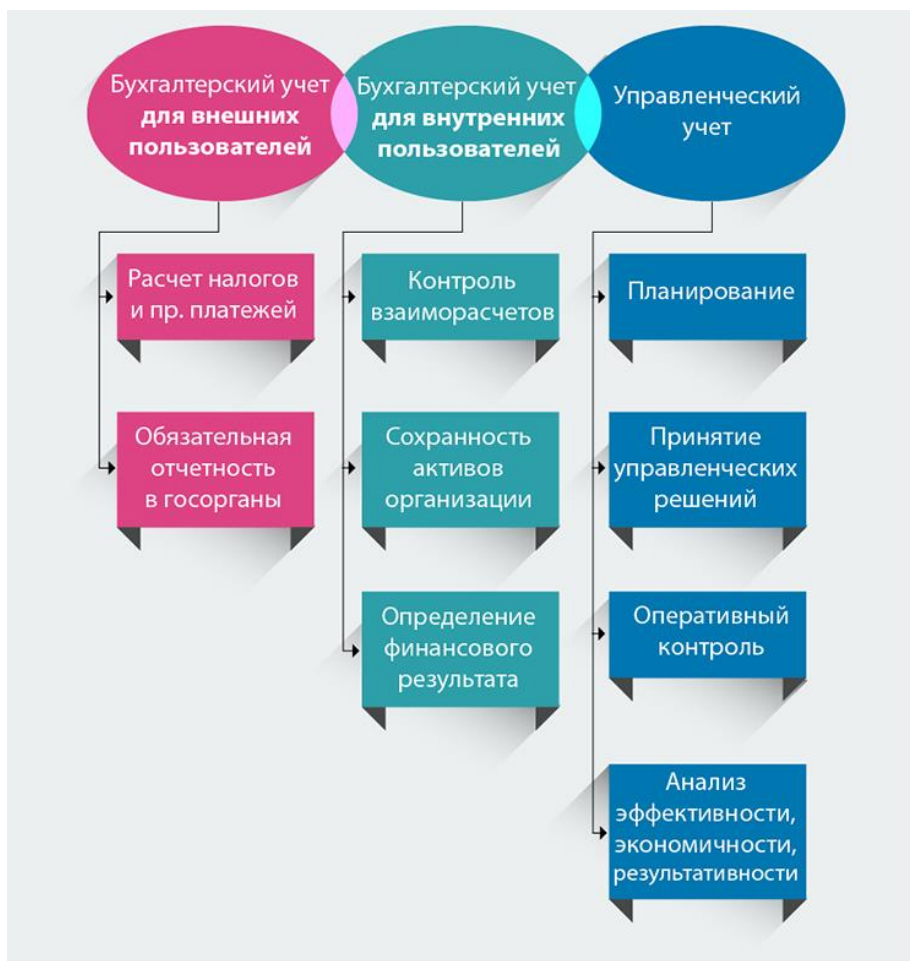 Бухгалтерский учет
для внешних
пользователей
Бухгалтерский учет
для внутренних
пользователей
Управленческий
учет
Расчет налогов
и пр. платежей
Обязательная
отчетность
в госорганы
Контроль
взаиморасчетов
Сохранность
активов
организации
Определение
финансового
результата
Планирование
Принятие
управленческих
решений
Оперативный
контроль
Анализ
эффективности,
экономичности,
результативности